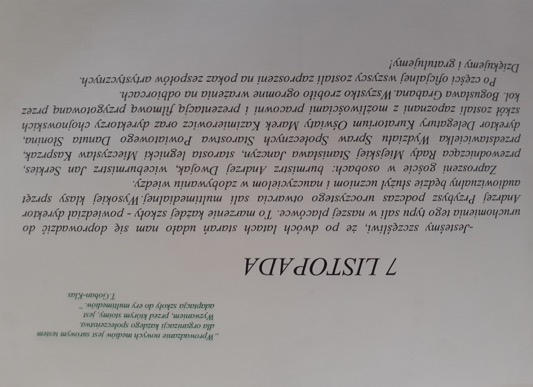 „Wprowadzanie nowych mediów jest surowym testem
dla organizacji każdego społeczeństwa.
Wyzwaniem, przed którym stoimy, jest
adaptacja szkoły do ery multimediów.”
T.Goban-Klas
7 LISTOPADA
-Jesteśmy szczęśliwi, że po dwóch latach starań udało nam się doprowadzić do
uruchomienia tego typu sali w naszej placówce. To marzenie każdej szkoły - powiedział dyrektor
Andrzej Przybysz podczas uroczystego otwarcia sali multimedialnej. Wysokiej klasy sprzęt
audiowizualny będzie służył uczniom i nauczycielom w zdobywaniu wiedzy.
Zaproszeni goście w osobach: burmistrz Andrzej Dwojak, wiceburmistrz Jan Serkies,
przewodnicząca Rady Miejskiej Stanisława Janczyn, starosta legnicki Mieczysław Kasprzak,
przedstawicielka Wydziału Spraw Społecznych Starostwa Powiatowego Danuta Słonina,
dyrektor Delegatury Kuratorium Oświaty Marek Kazimierowicz oraz dyrektorzy chojnowskich
szkół zostali zapoznani z możliwościami pracowni i prezentacją filmową przygotowaną przez
kol. Bogusława Grabana. Wszystko zrobiło ogromne wrażenia na odbiorcach.
Po części oficjalnej wszyscy zostali zaproszeni na pokaz zespołów artystycznych.
Dziękujemy i gratulujemy!